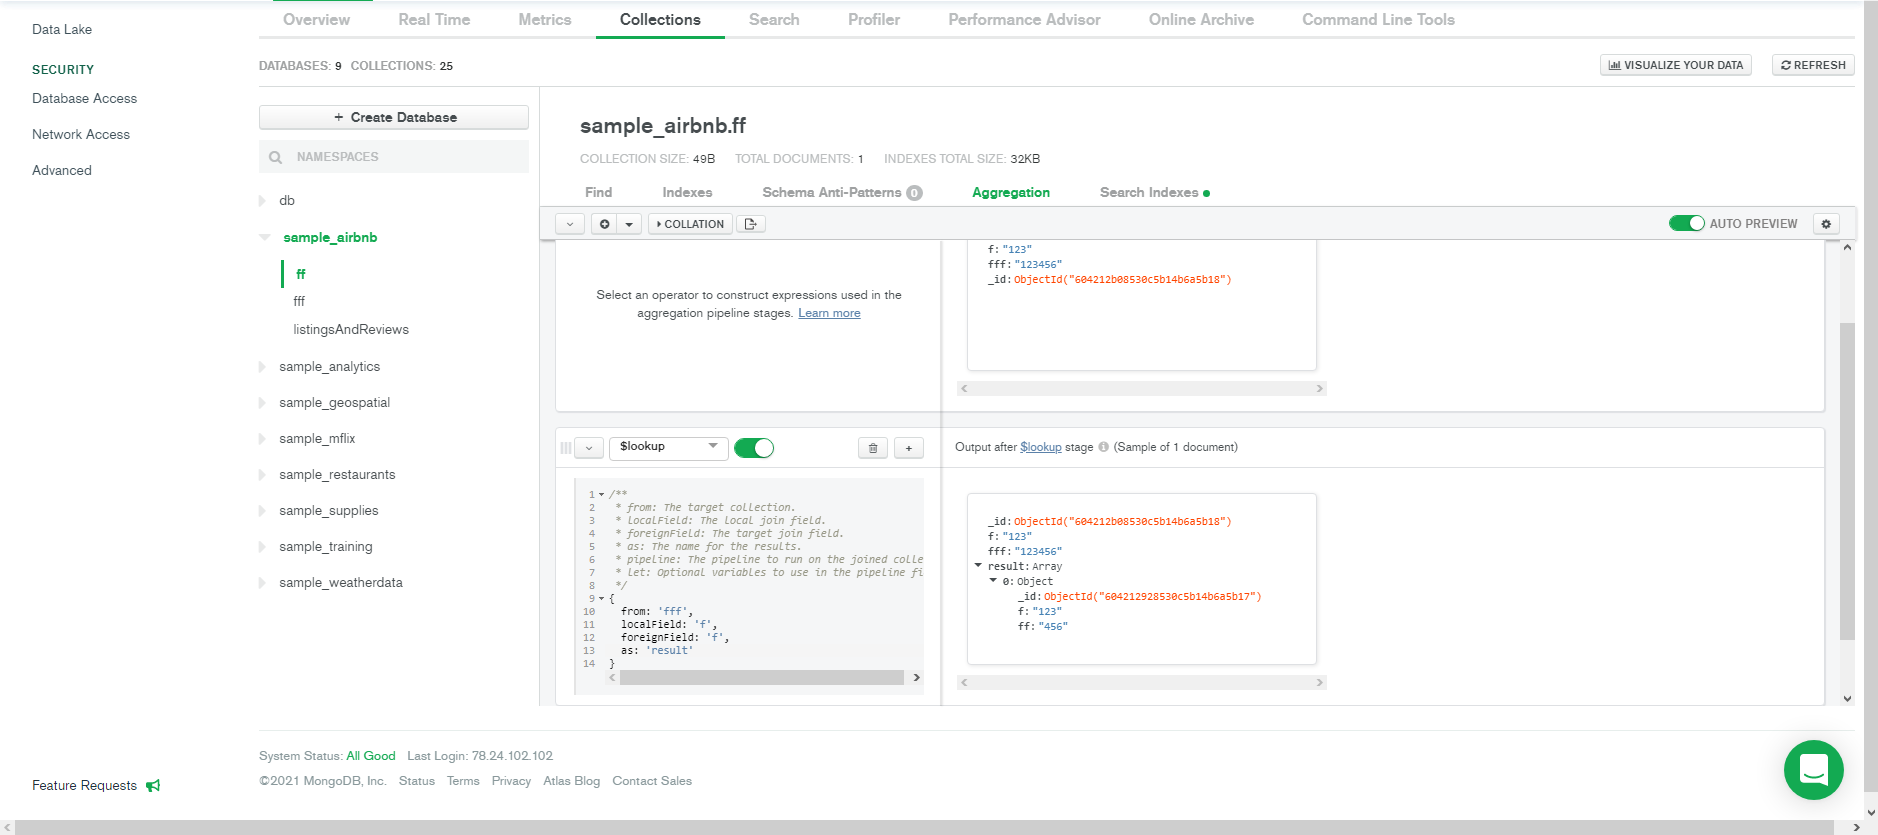 Overview Real Time Metrics Collections Search Profiler Performance Advisor Online Archive Command Line Tools
Data Lake
SECURITY
Database Access
Network Access
Advanced
Feature Requests
DATABASES: 9 COLLECTIONS: 25
VISUALIZE YOUR DATA
REFRESH
+ Create Database
NAMESPACES
db
sample_airbnb
ff
fff
listingsAndReviews
sample_analytics
sample_geospatial
sample_mflix
sample_restaurants
sample_supplies
sample_training
sample_weatherdata
sample_airbnb.ff
COLLECTION SIZE: 49B TOTAL DOCUMENTS: 1 INDEXES TOTAL SIZE: 32KB
Find Indexes Schema Anti-Patterns 0 Aggregation Search Indexes
COLLATION
AUTO PREVIEW
Select an operator to construct expressions used in the
aggregation pipeline stages. Learn more
f: "123"
fff: "123456"
_id: ObjectId("604212b08530c5b14b6a5b18")
$lookup
+
Output after $lookup stage (Sample of 1 document)
1 /**
2 * from: The target collection.
3 * localField: The local join field.
4 * foreignField: The target join field.
5 * as: The name for the results.
6 * pipeline: The pipeline to run on the joined colle
7 * let: Optional variables to use in the pipeline fi
8 */
9 {
10 from: 'fff',
11 localField: 'f',
12 foreignField: 'f',
13 as: 'result'
14 }
_id: ObjectId("604212b08530c5b14b6a5b18")
f: "123"
fff: "123456"
result: Array
0: Object
_id: ObjectId("604212928530c5b14b6a5b17")
f: "123"
ff: "456"
System Status: All Good Last Login: 78.24.102.102
©2021 MongoDB, Inc. Status Terms Privacy Atlas Blog Contact Sales